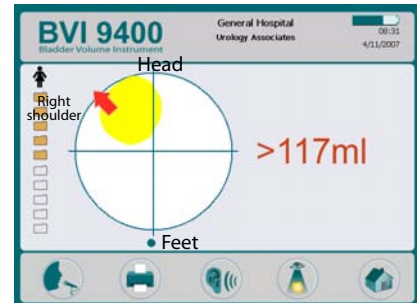 BVI 9400
Bladder Volume Instrument
General Hospital
Urology Associates
08:31
4/11/2007
Head
Right
shoulder
>117ml
Feet